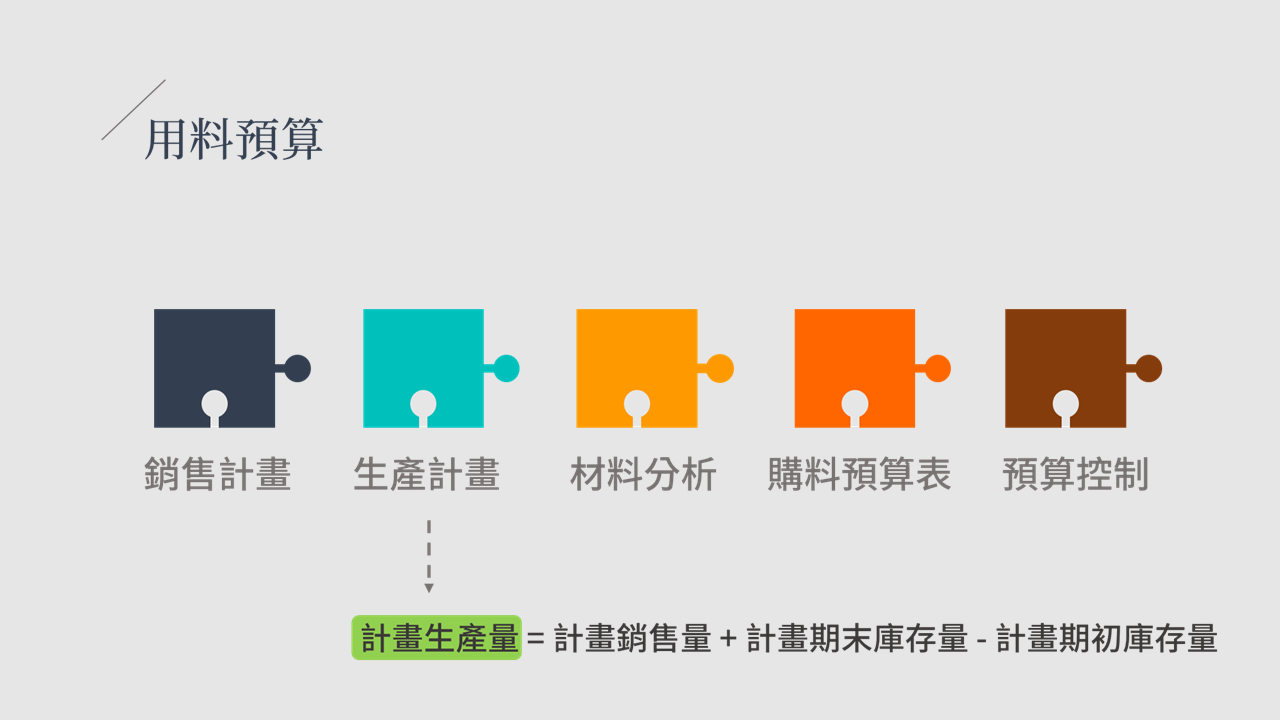 用料預算
銷售計畫
生產計畫
材料分析
購料預算表
預算控制
計畫生產量 = 計畫銷售量 + 計畫期末庫存量 - 計畫期初庫存量